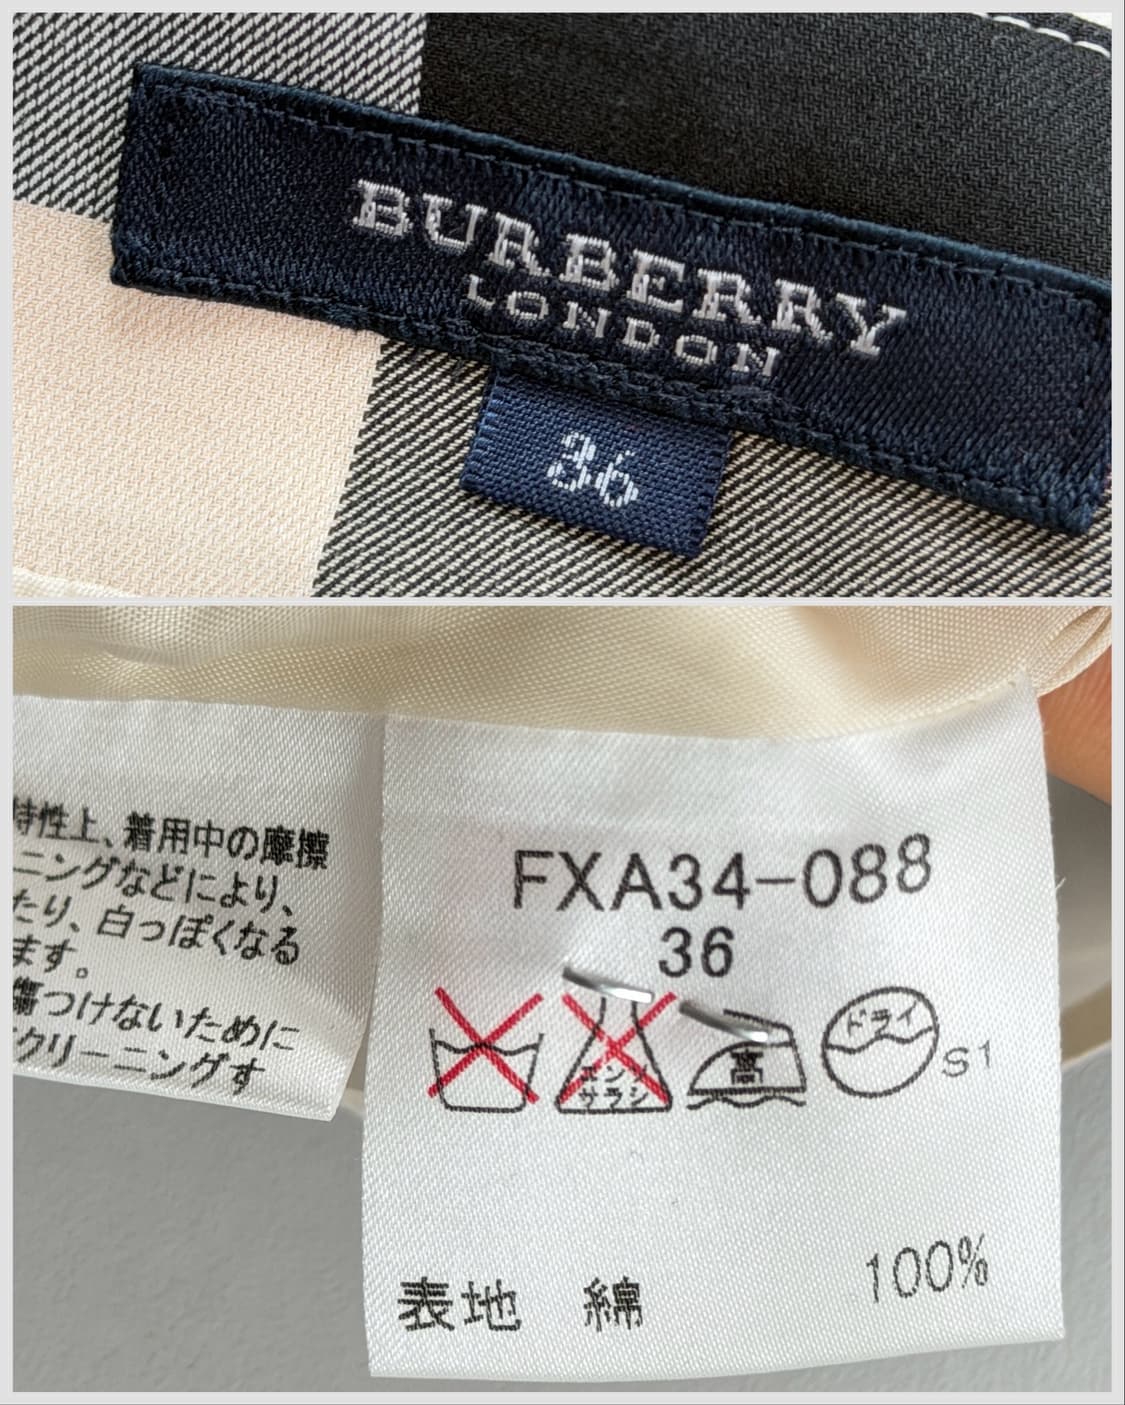 BURBERRY
LONDON
36
特性上、着用中の摩擦
ニングなどにより、
たり、白っぽくなる
ます。
傷つけないために
クリーニングす
FXA34-088
36
エンソ
サラシ
高
ドライ
S1
表地 綿 100%